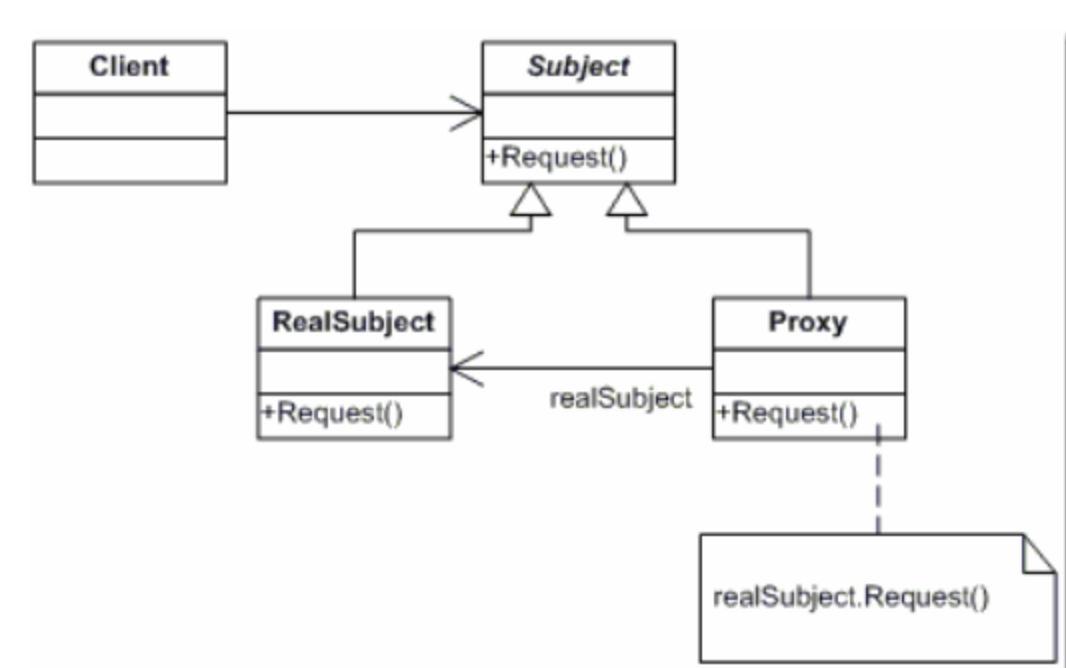 Client
Subject
+Request()
RealSubject
Proxy
realSubject
+Request()
+Request()
realSubject.Request()